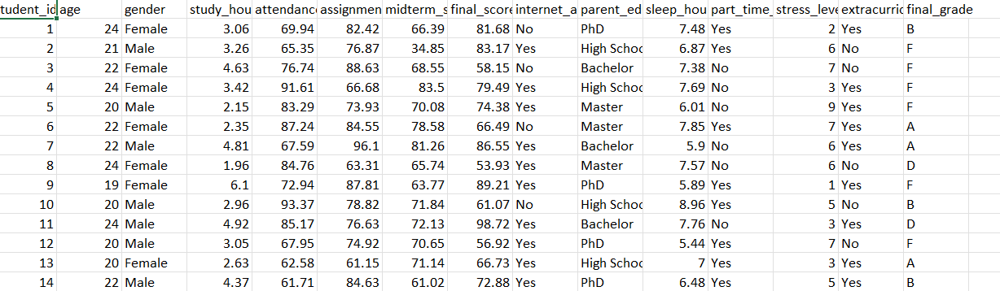 tudent_id age gender study_hou attendanc assignmen midterm_s final_score internet_a parent_ed sleep_hou part_time_ stress_leve extracurric final_grade
1 24 Female 3.06 69.94 82.42 66.39 81.68 No PhD 7.48 Yes 2 Yes B
2 21 Male 3.26 65.35 76.87 34.85 83.17 Yes High Schoo 6.87 Yes 6 No F
3 22 Female 4.63 76.74 88.63 68.55 58.15 No Bachelor 7.38 No 7 No F
4 24 Female 3.42 91.61 66.68 83.5 79.49 Yes High Schoo 7.69 No 3 Yes F
5 20 Male 2.15 83.29 73.93 70.08 74.38 Yes Master 6.01 No 9 Yes F
6 22 Female 2.35 87.24 84.55 78.58 66.49 No Master 7.85 Yes 7 Yes A
7 22 Male 4.81 67.59 96.1 81.26 86.55 Yes Bachelor 5.9 No 6 Yes A
8 24 Female 1.96 84.76 63.31 65.74 53.93 Yes Master 7.57 No 6 No D
9 19 Female 6.1 72.94 87.81 63.77 89.21 Yes PhD 5.89 Yes 1 Yes F
10 20 Male 2.96 93.37 78.82 71.84 61.07 No High Schoo 8.96 Yes 5 No B
11 24 Male 4.92 85.17 76.63 72.13 98.72 Yes Bachelor 7.76 No 3 Yes D
12 20 Male 3.05 67.95 74.92 70.65 56.92 Yes PhD 5.44 Yes 7 No F
13 20 Female 2.63 62.58 61.15 71.14 66.73 Yes High Schoo 7 Yes 3 Yes A
14 22 Male 4.37 61.71 84.63 61.02 72.88 Yes PhD 6.48 Yes 5 Yes B